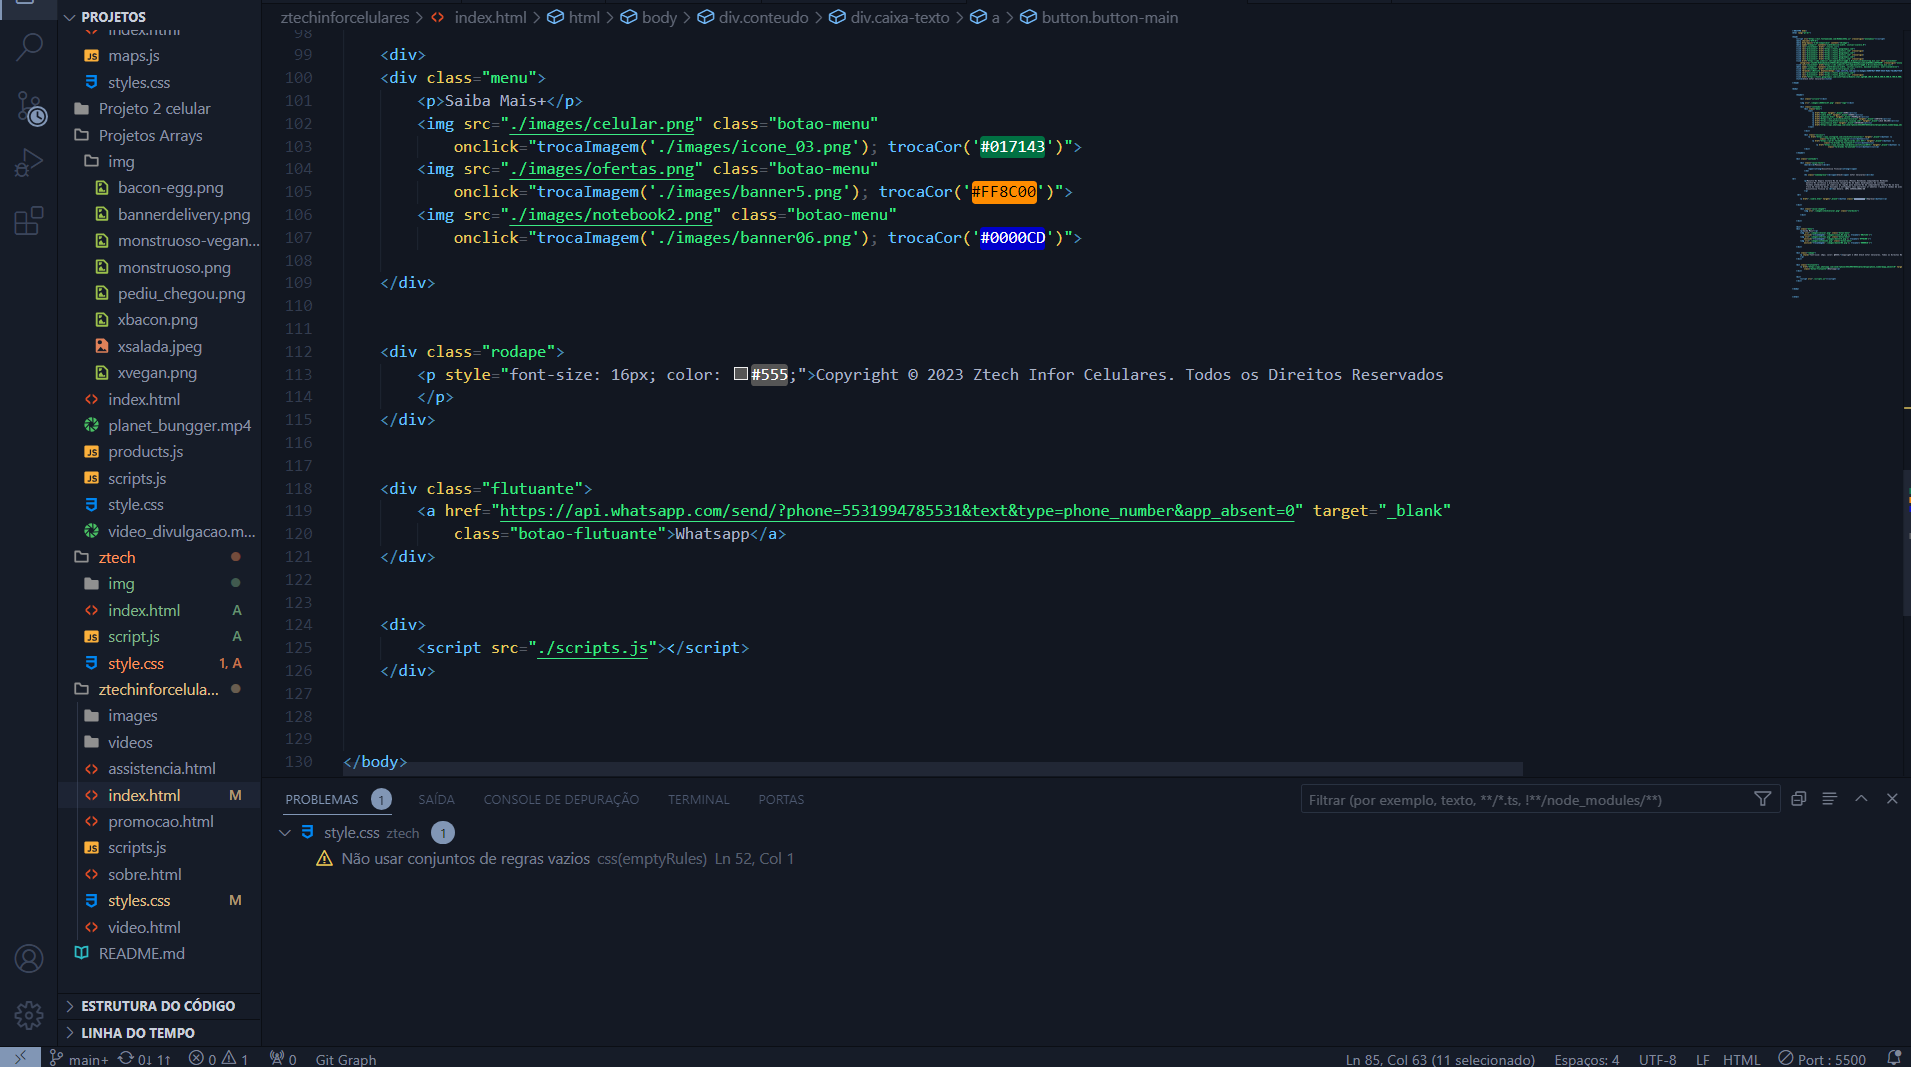 PROJETOS
index.html
maps.js
styles.css
Projeto 2 celular
Projetos Arrays
img
bacon-egg.png
bannerdelivery.png
monstruoso-vegan...
monstruoso.png
pediu_chegou.png
xbacon.png
xsalada.jpeg
xvegan.png
index.html
planet_bungger.mp4
products.js
scripts.js
style.css
video_divulgacao.m...
ztech
img
index.html A
script.js A
style.css 1, A
ztechinforcelula...
images
videos
assistencia.html
index.html M
promocao.html
scripts.js
sobre.html
styles.css M
video.html
README.md
ESTRUTURA DO CÓDIGO
LINHA DO TEMPO
ztechinforcelulares > index.html > html > body > div.conteudo > div.caixa-texto > a > button.button-main
98
99 <div>
100 <div class="menu">
101 <p>Saiba Mais+</p>
102 <img src="./images/celular.png" class="botao-menu"
103 onclick="trocaImagem('./images/icone_03.png'); trocaCor('#017143')">
104 <img src="./images/ofertas.png" class="botao-menu"
105 onclick="trocaImagem('./images/banner5.png'); trocaCor('#FF8C00')">
106 <img src="./images/notebook2.png" class="botao-menu"
107 onclick="trocaImagem('./images/banner06.png'); trocaCor('#0000CD')">
108
109 </div>
110
111
112 <div class="rodape">
113 <p style="font-size: 16px; color: #555;">Copyright © 2023 Ztech Infor Celulares. Todos os Direitos Reservados
114 </p>
115 </div>
116
117
118 <div class="flutuante">
119 <a href="https://api.whatsapp.com/send/?phone=5531994785531&text&type=phone_number&app_absent=0" target="_blank"
120 class="botao-flutuante">Whatsapp</a>
121 </div>
122
123
124 <div>
125 <script src="./scripts.js"></script>
126 </div>
127
128
129
130 </body>
PROBLEMAS 1 SAÍDA CONSOLE DE DEPURAÇÃO TERMINAL PORTAS Filtrar (por exemplo, texto, **/*.ts, !**/node_modules/**)
style.css ztech 1
Não usar conjuntos de regras vazios css(emptyRules) Ln 52, Col 1
main+ 0↓ 1↑ 0 1 0 Git Graph Ln 85, Col 63 (11 selecionado) Espaços: 4 UTF-8 LF HTML Port : 5500